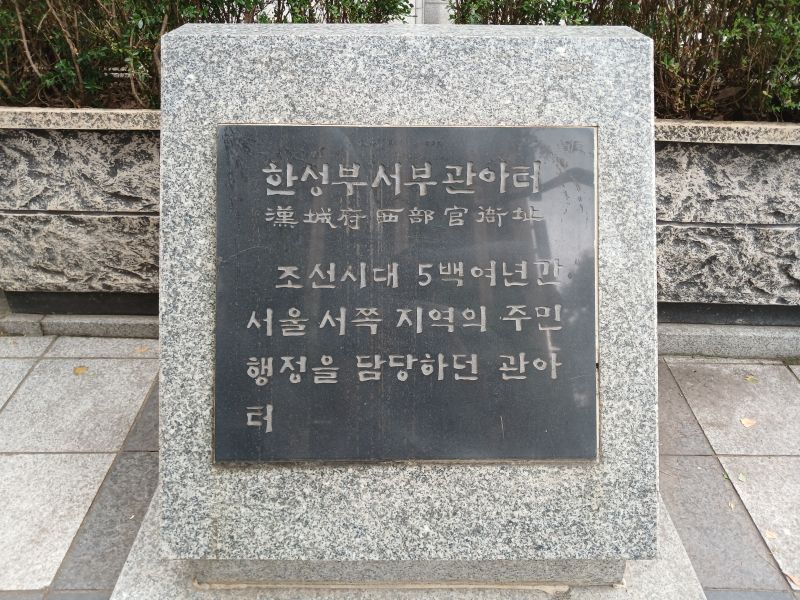 한성부서부관아터
漢城府西部官衙址
조선시대 5백여년간
서울 서쪽 지역의 주민
행정을 담당하던 관아
터